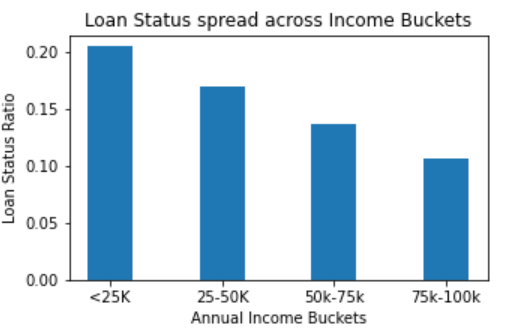 Loan Status spread across Income Buckets
Loan Status Ratio
0.20
0.15
0.10
0.05
0.00
<25K
25-50K
50k-75k
75k-100k
Annual Income Buckets